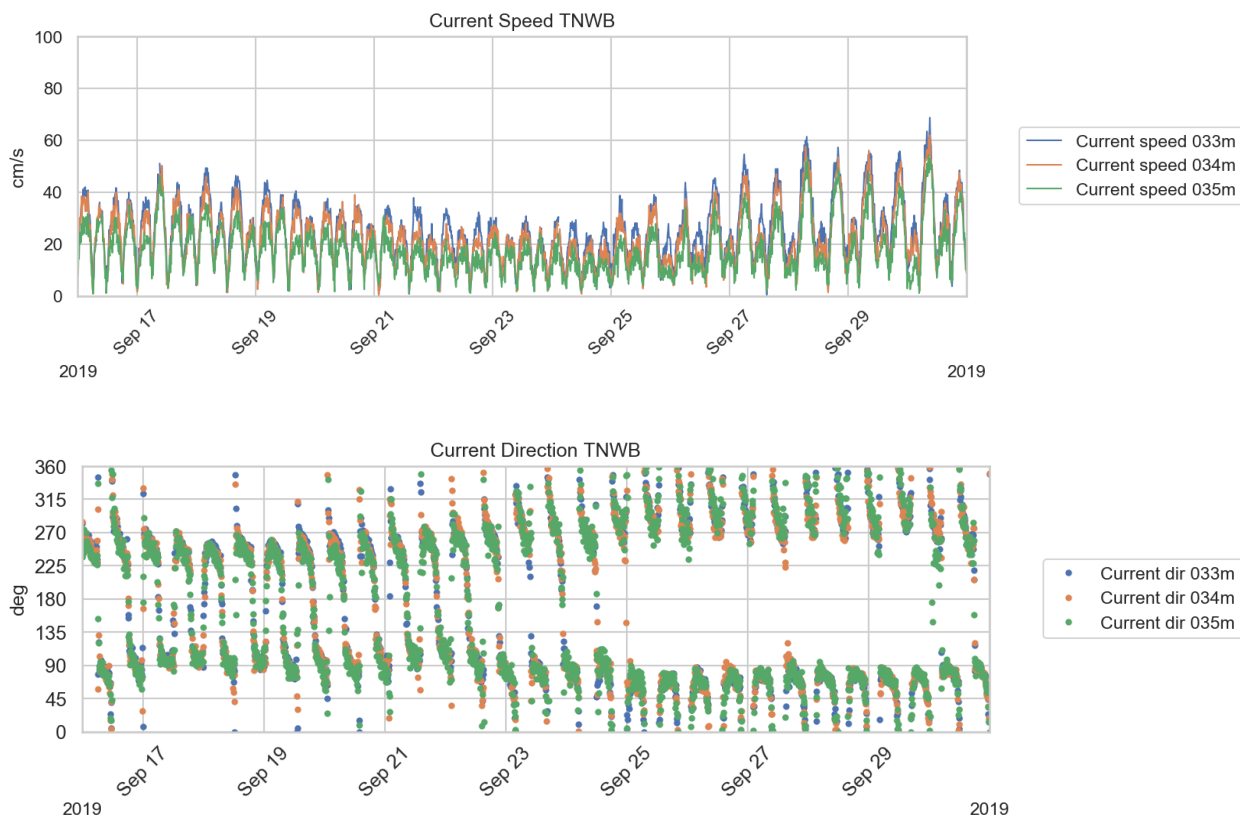 Current Speed TNWB
100
80
60
40
20
0
cm/s
Sep 17
Sep 19
Sep 21
Sep 23
Sep 25
Sep 27
Sep 29
2019
2019
Current speed 033m
Current speed 034m
Current speed 035m
Current Direction TNWB
360
315
270
225
180
135
90
45
0
deg
Sep 17
Sep 19
Sep 21
Sep 23
Sep 25
Sep 27
Sep 29
2019
2019
Current dir 033m
Current dir 034m
Current dir 035m